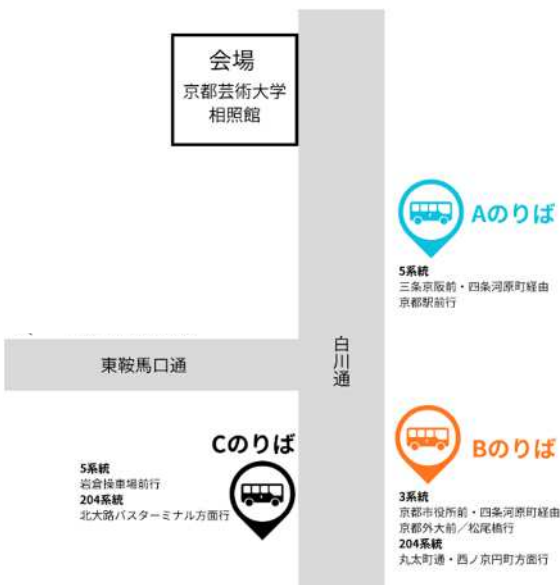 会場
京都芸術大学
相照館
Aのりば
5系統
三条京阪前・四条河原町経由
京都駅前行
白川通
東鞍馬口通
Cのりば
5系統
岩倉操車場前行
204系統
北大路バスターミナル方面行
Bのりば
3系統
京都市役所前・四条河原町経由
京都外大前／松尾橋行
204系統
丸太町通・西ノ京円町方面行